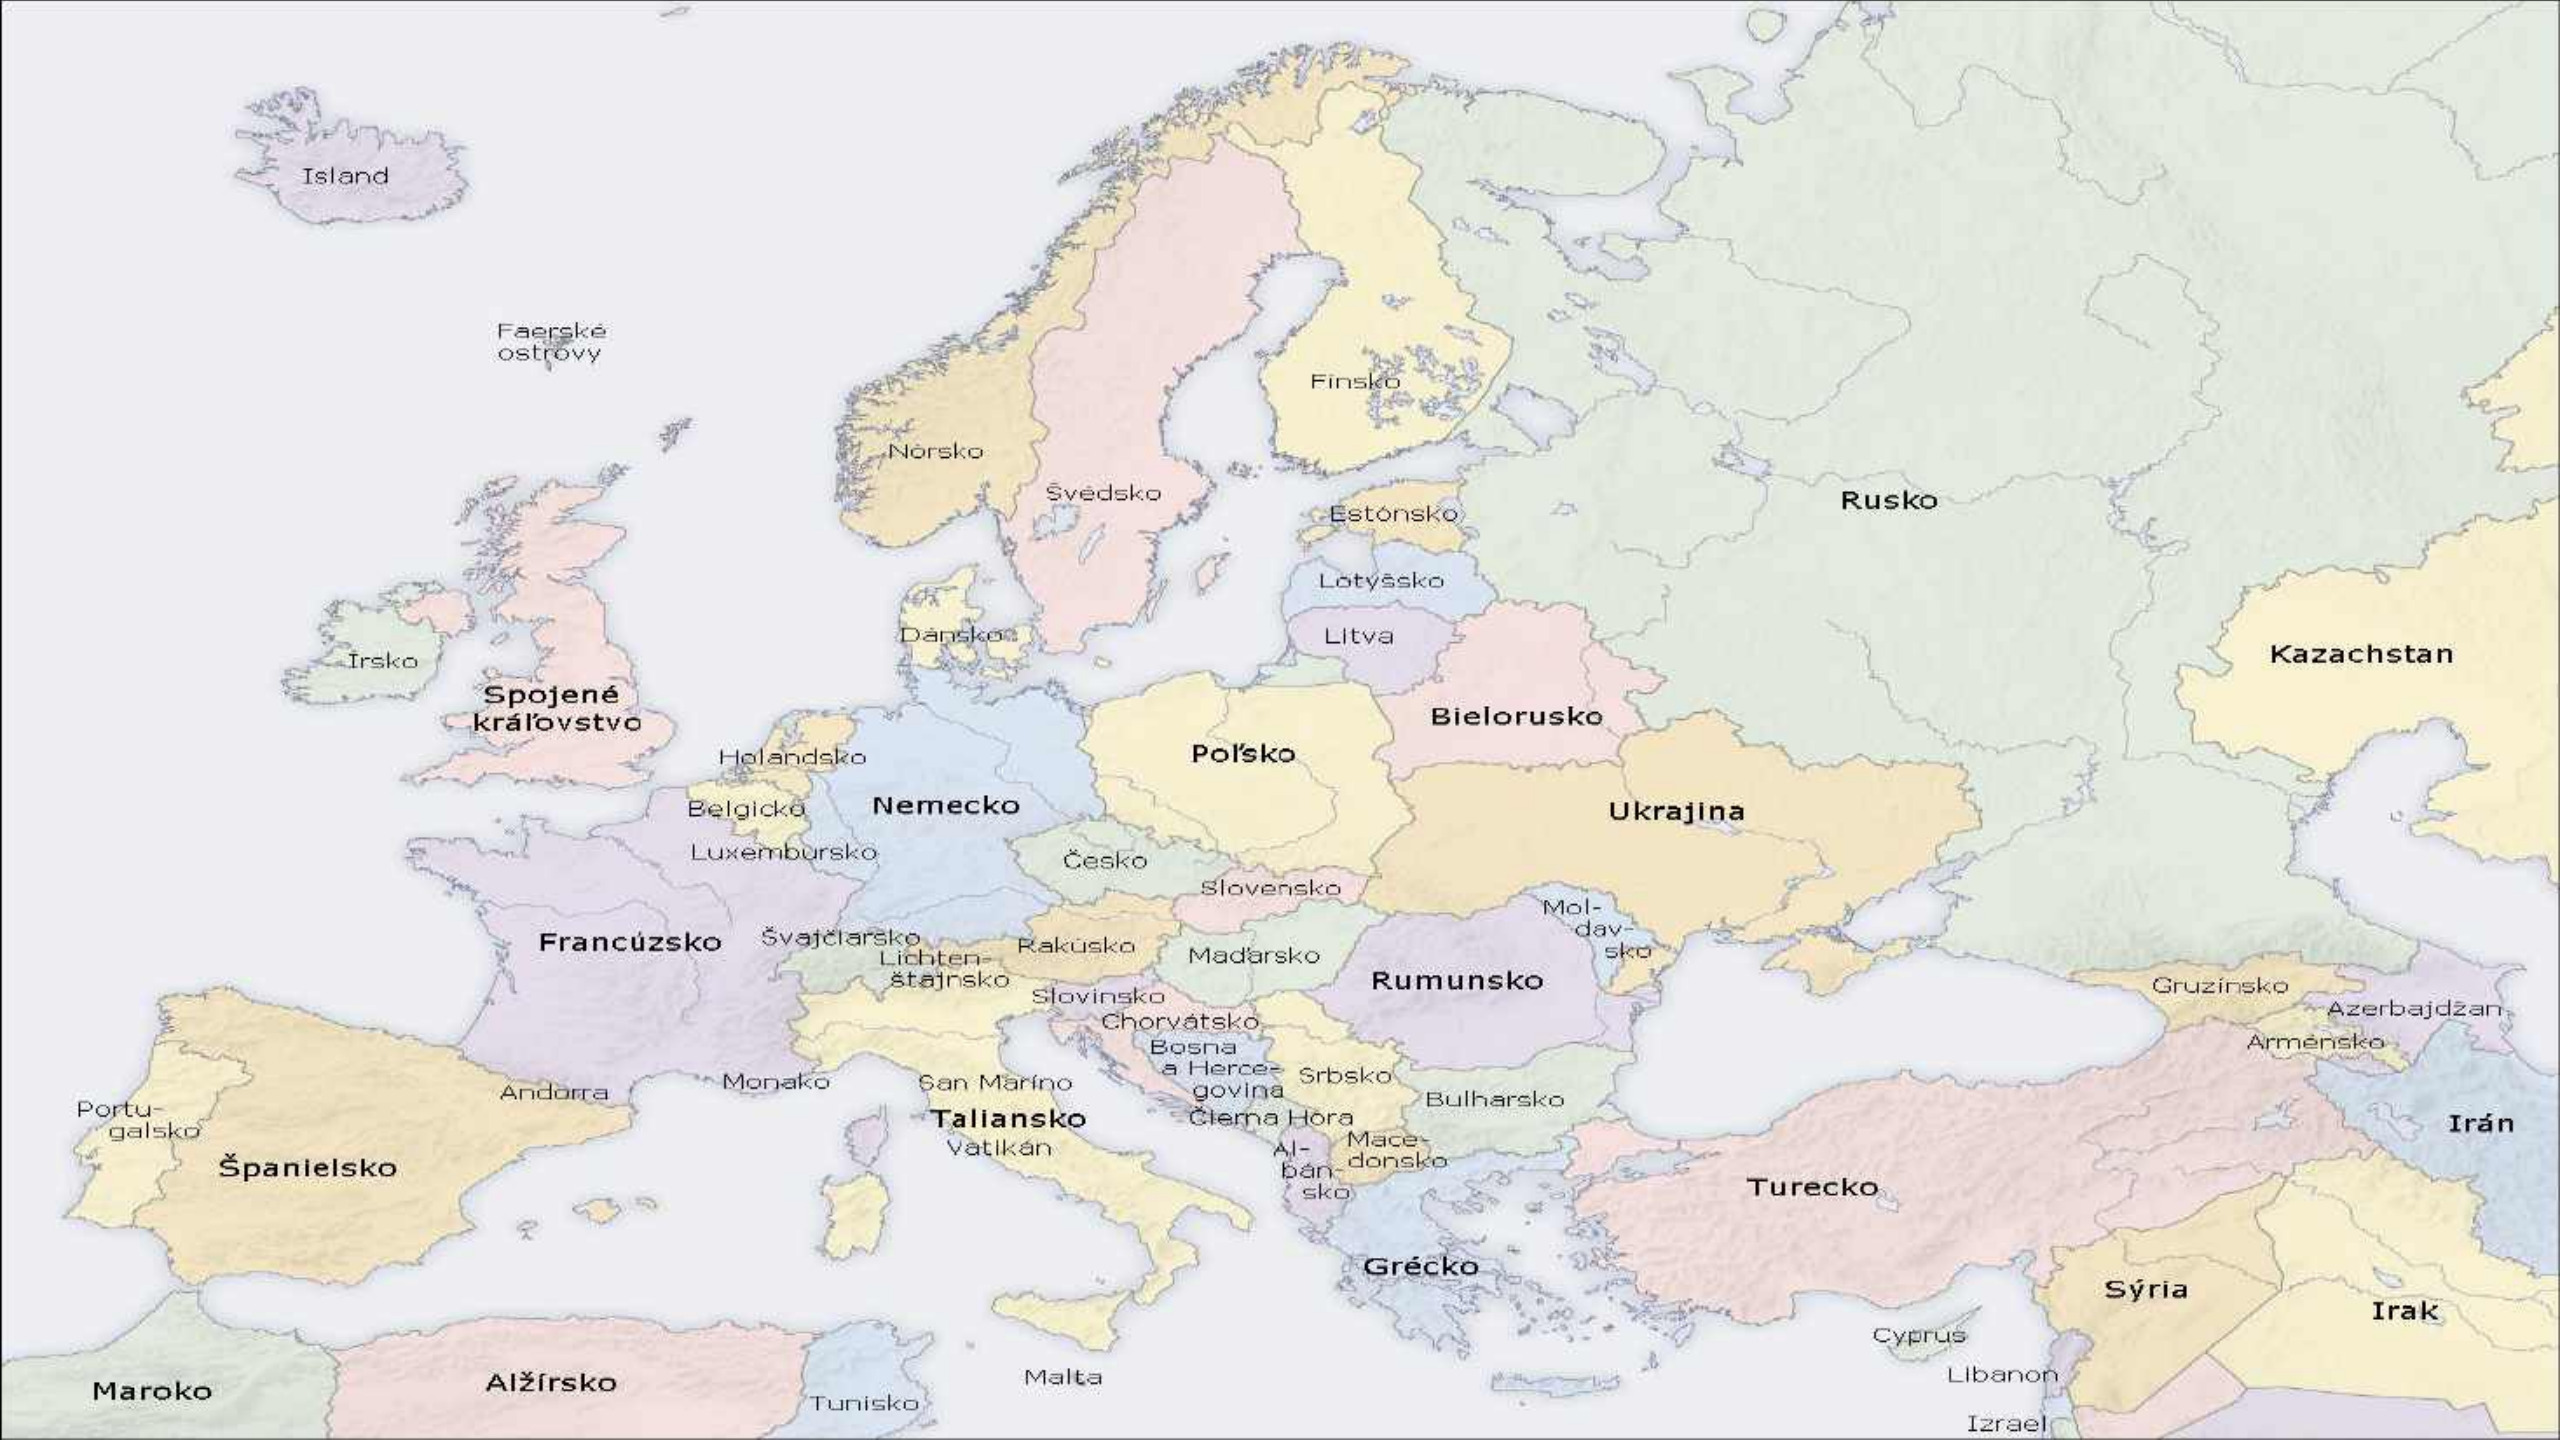 Island
Faerské
ostrovy
Fínsko
Nórsko
Švédsko
Rusko
Estónsko
Lotyšsko
Dánsko
Litva
Írsko
Kazachstan
Spojené
kráľovstvo
Bielorusko
Holandsko
Poľsko
Belgicko
Nemecko
Ukrajina
Luxembursko
Česko
Slovensko
Mol-
dav-
sko
Francúzsko
Švajčiarsko
Rakúsko
Lichten-
štajnsko
Maďarsko
Rumunsko
Slovinsko
Gruzínsko
Chorvátsko
Azerbajdžan
Bosna
a Herce-
govina
Arménsko
Srbsko
Monako
San Maríno
Andorra
Bulharsko
Portu-
galsko
Taliansko
Čierna Hora
Irán
Vatikán
Mace-
donsko
Al-
bán-
sko
Španielsko
Turecko
Grécko
Sýria
Irak
Cyprus
Malta
Libanon
Maroko
Alžírsko
Tunisko
Izrael